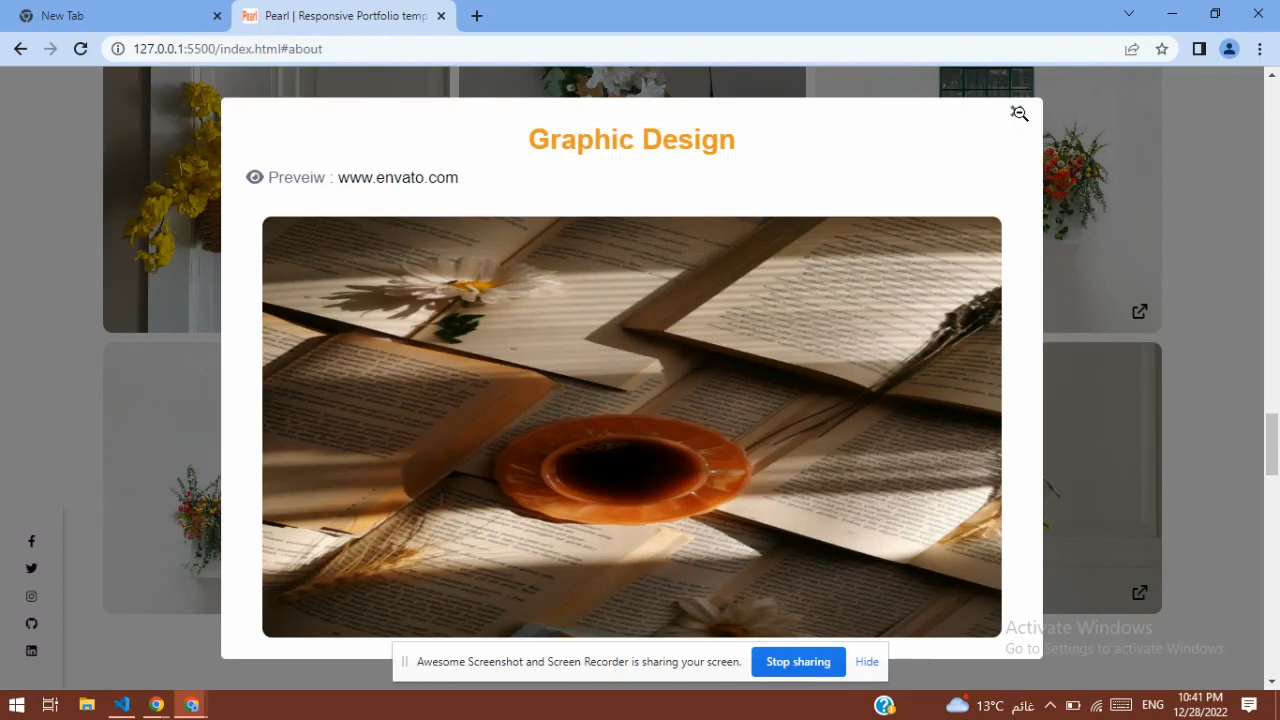 New Tab
Pearl
Pearl | Responsive Portfolio temp
127.0.0.1:5500/index.html#about
Graphic Design
Preveiw : www.envato.com
Activate Windows
Go to Settings to activate Windows.
Awesome Screenshot and Screen Recorder is sharing your screen.
Stop sharing
Hide
13°C غائم
ENG
10:41 PM
12/28/2022